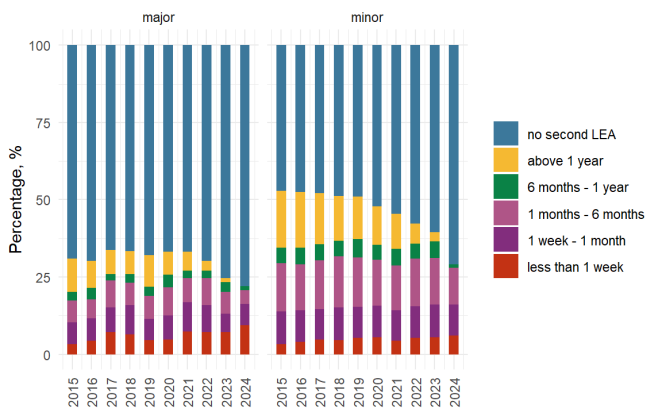 major minor
100
75
50
25
0
Percentage, %
2015 2016 2017 2018 2019 2020 2021 2022 2023 2024 2015 2016 2017 2018 2019 2020 2021 2022 2023 2024
no second LEA
above 1 year
6 months - 1 year
1 months - 6 months
1 week - 1 month
less than 1 week